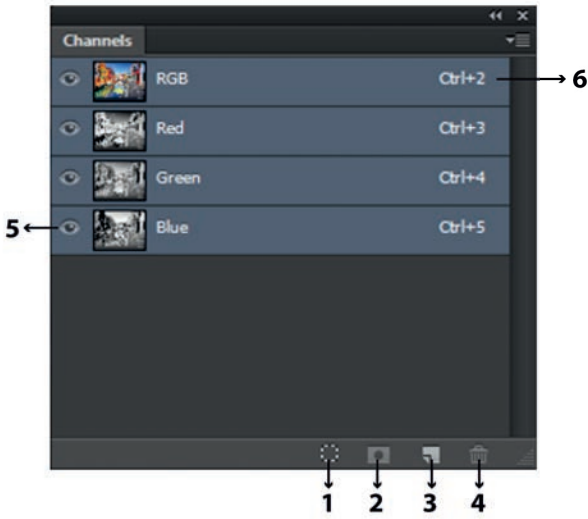 Channels
RGB Ctrl+2 6
Red Ctrl+3
Green Ctrl+4
5 Blue Ctrl+5
1 2 3 4